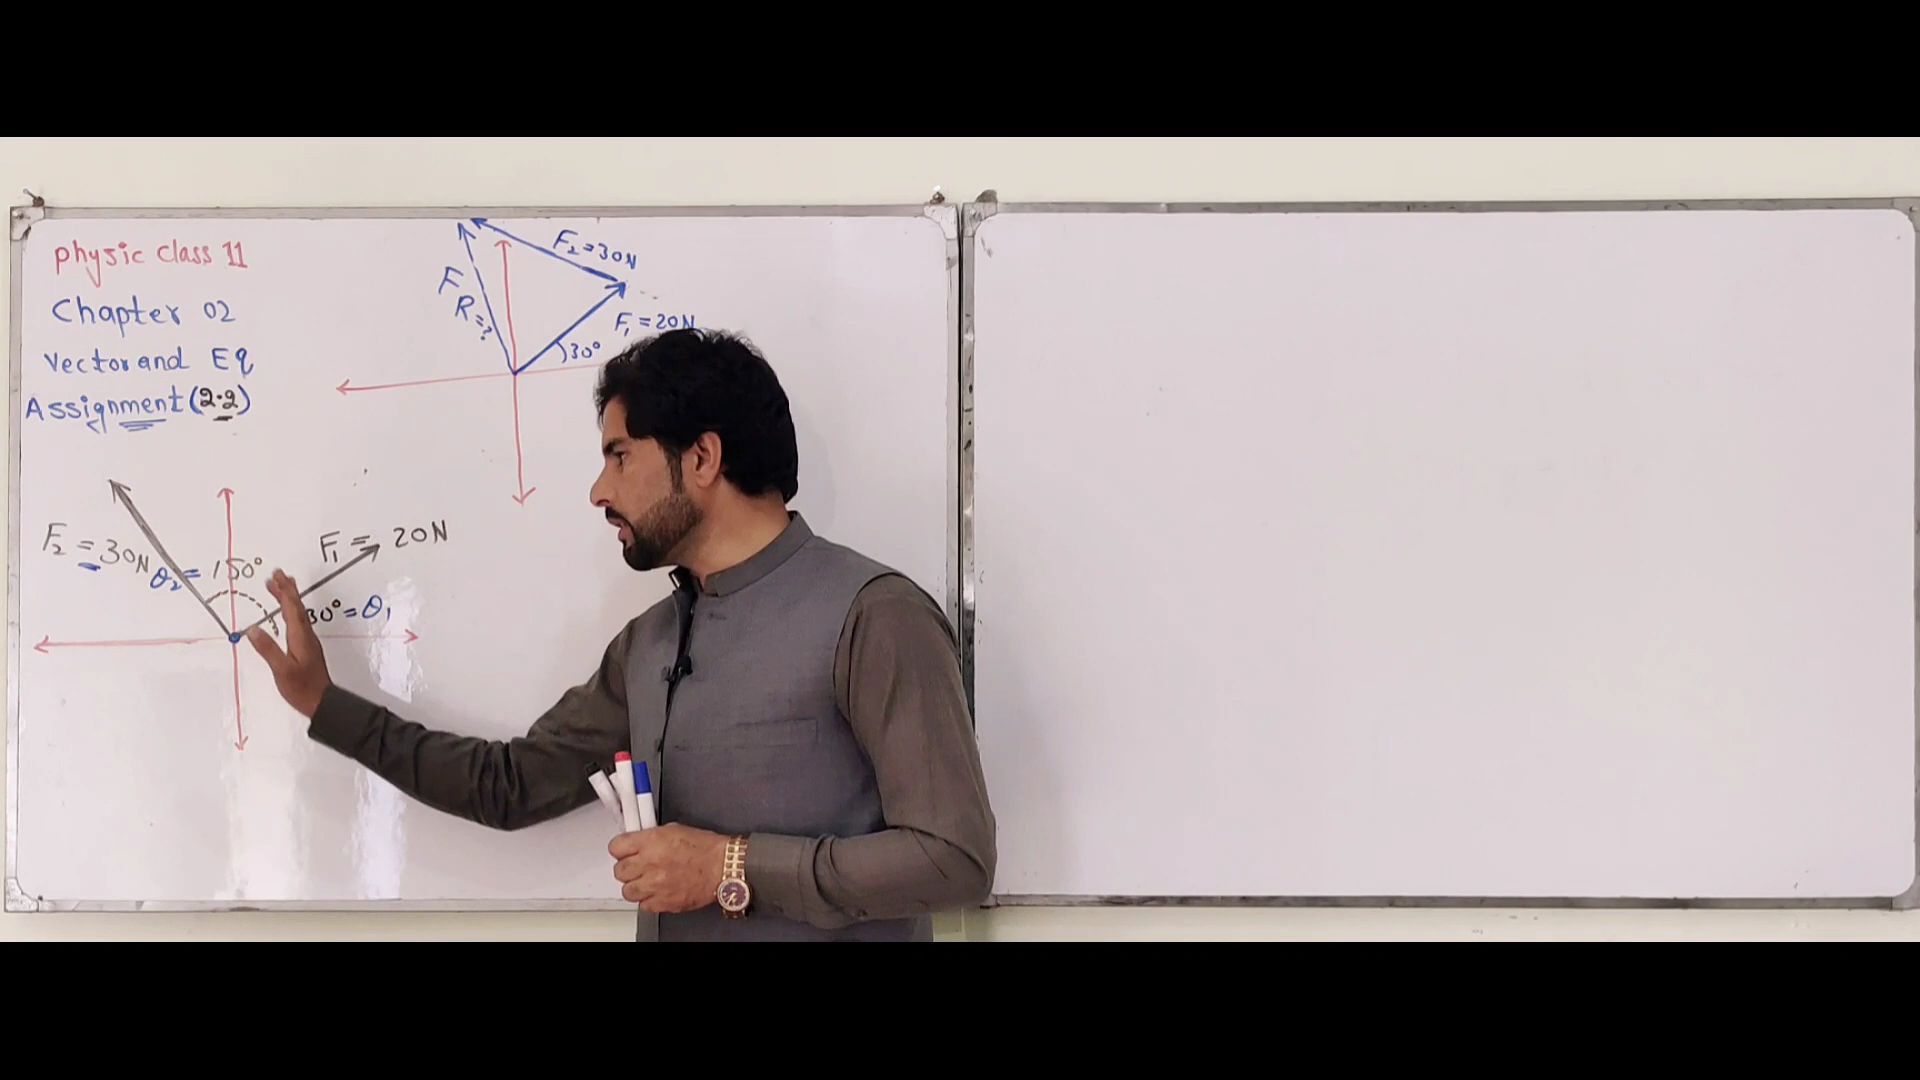 physic class 11
Chapter 02
Vector and Eq
Assignment (2.2)
F2 = 30N
F
R = ?
F1 = 20N
30°
F2 = 30N
θ2 = 150°
F1 = 20N
30° = θ1